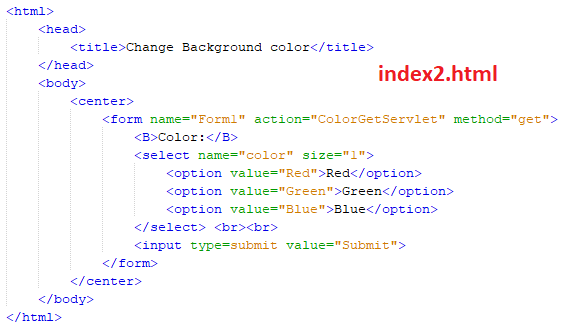 <html>
<head>
<title>Change Background color</title>
</head>
index2.html
<body>
<center>
<form name="Form1" action="ColorGetServlet" method="get">
<B>Color:</B>
<select name="color" size="1">
<option value="Red">Red</option>
<option value="Green">Green</option>
<option value="Blue">Blue</option>
</select> <br><br>
<input type=submit value="Submit">
</form>
</center>
</body>
</html>